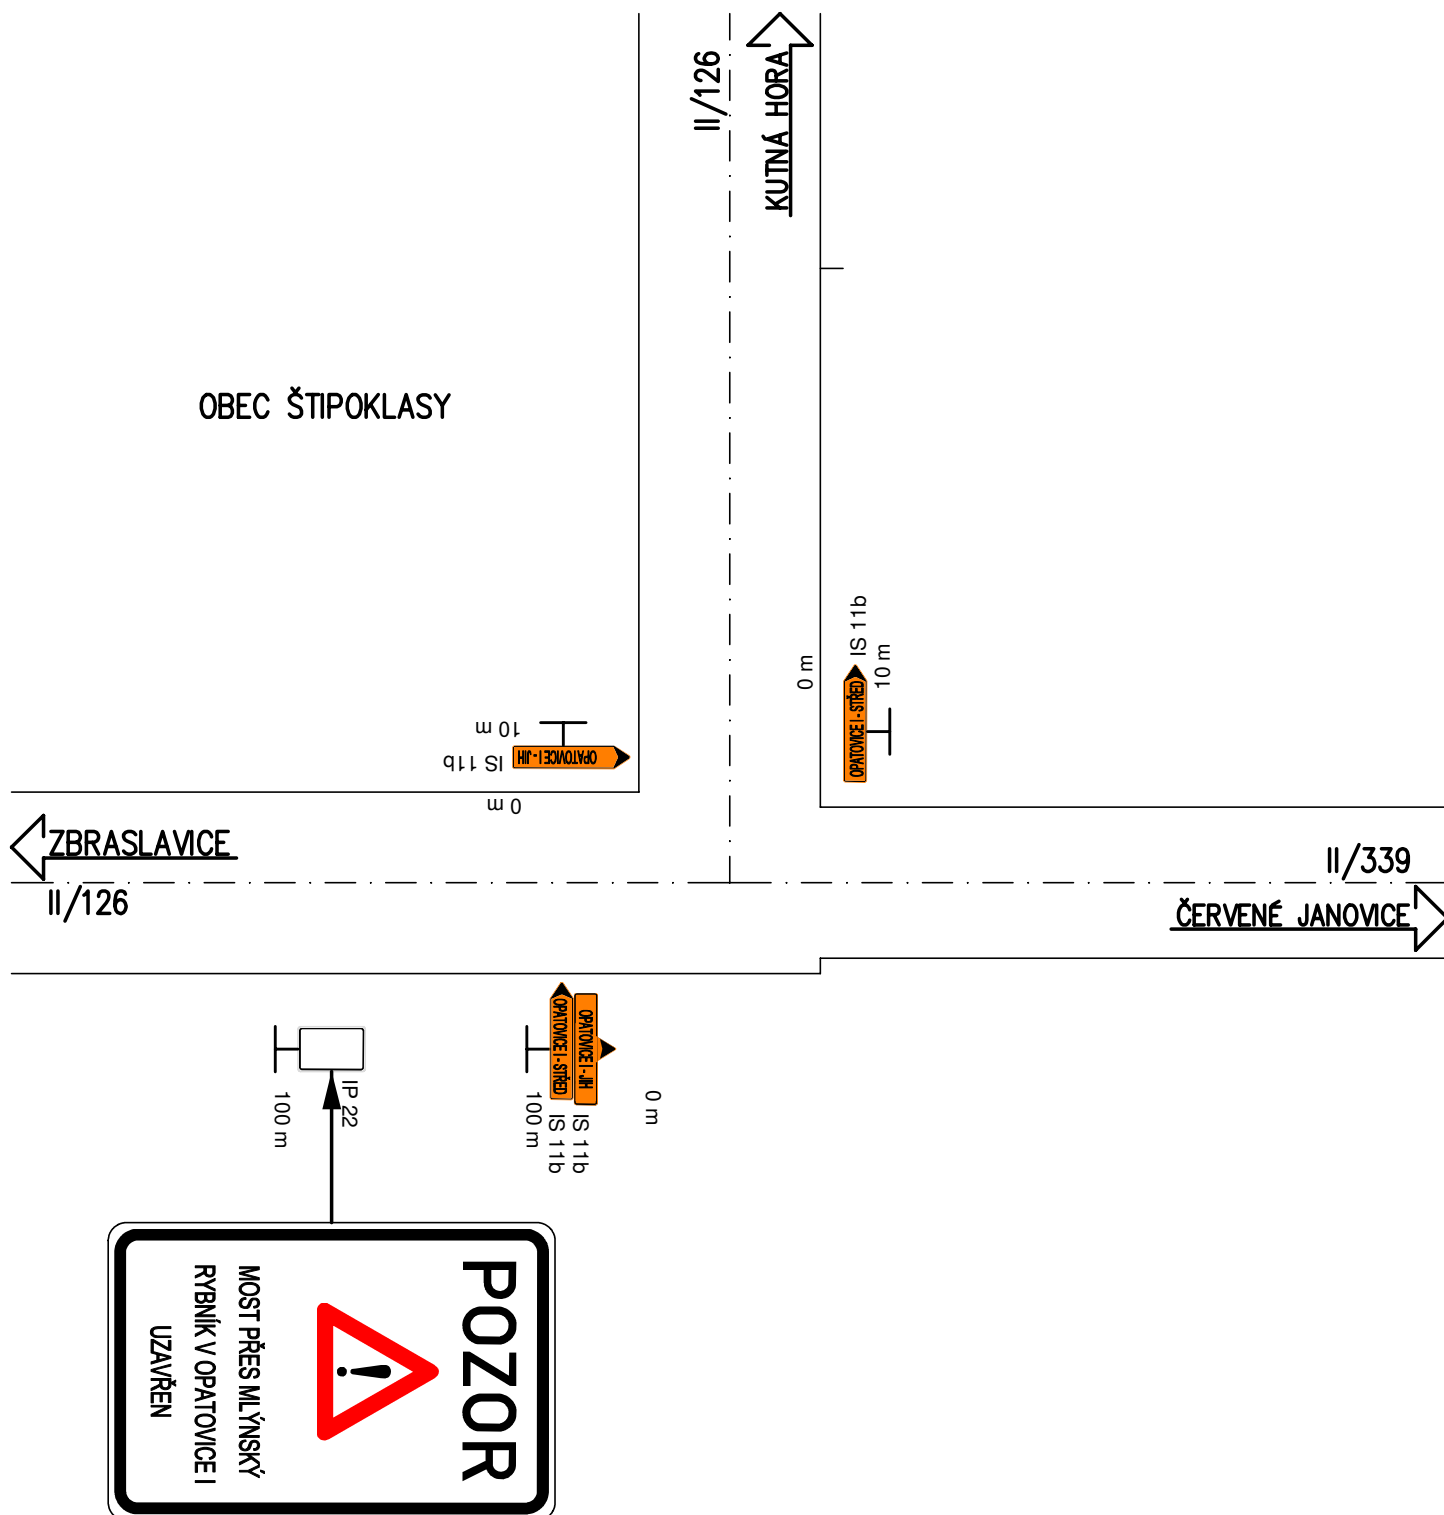 II/126
KUTNÁ HORA
OBEC ŠTIPOKLASY
IS 11b
10 m
0 m
OPATOVICE I - STŘED
10 m
IS 11b
OPATOVICE I - JIH
0 m
ZBRASLAVICE
II/126
II/339
ČERVENÉ JANOVICE
OPATOVICE I - JIH
OPATOVICE I - STŘED
0 m
IS 11b
IS 11b
100 m
IP 22
100 m
POZOR
!
MOST PŘES MLÝNSKÝ
RYBNÍK V OPATOVICE I
UZAVŘEN